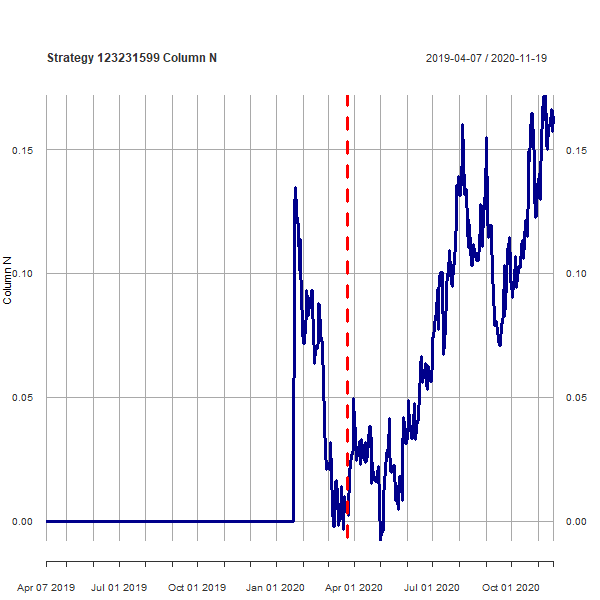 Strategy 123231599 Column N
2019-04-07 / 2020-11-19
0.15
0.15
0.10
0.10
Column N
0.05
0.05
0.00
0.00
Apr 07 2019
Jul 01 2019
Oct 01 2019
Jan 01 2020
Apr 01 2020
Jul 01 2020
Oct 01 2020